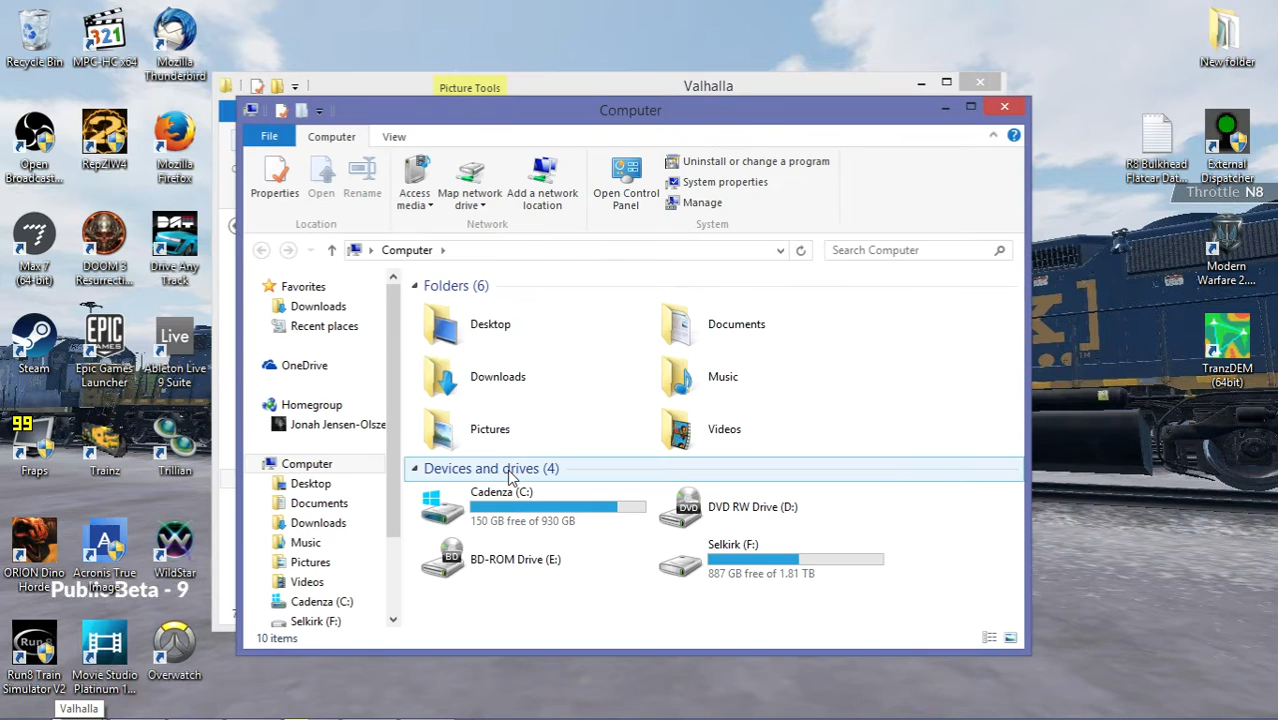 Recycle Bin
MPC-HC x64
Mozilla
Thunderbird
Open
Broadcast...
RepZIW4
Mozilla
Firefox
Max 7
(64 bit)
DOOM 3
Resurrecti...
Drive Any
Track
Steam
Epic Games
Launcher
Live
Ableton Live
9 Suite
99
Fraps
Trainz
Trillian
ORION Dino
Horde
Acronis True
Image
WildStar
Public Beta - 9
Run8
Run8 Train
Simulator V2
Movie Studio
Platinum 1...
Overwatch
Valhalla
Picture Tools
Valhalla
Computer
File
Computer
View
Properties
Open
Rename
Access
media
Map network
drive
Add a network
location
Open Control
Panel
Uninstall or change a program
System properties
Manage
Location
Network
System
Computer
Search Computer
Favorites
Downloads
Recent places
OneDrive
Homegroup
Jonah Jensen-Olsze
Computer
Desktop
Documents
Downloads
Music
Pictures
Videos
Cadenza (C:)
Selkirk (F:)
Folders (6)
Desktop
Documents
Downloads
Music
Pictures
Videos
Devices and drives (4)
Cadenza (C:)
150 GB free of 930 GB
DVD
DVD RW Drive (D:)
BD
BD-ROM Drive (E:)
Selkirk (F:)
887 GB free of 1.81 TB
10 items
New folder
R8 Bulkhead
Flatcar Dat...
External
Dispatcher
Throttle N8
Modern
Warfare 2...
TranzDEM
(64bit)